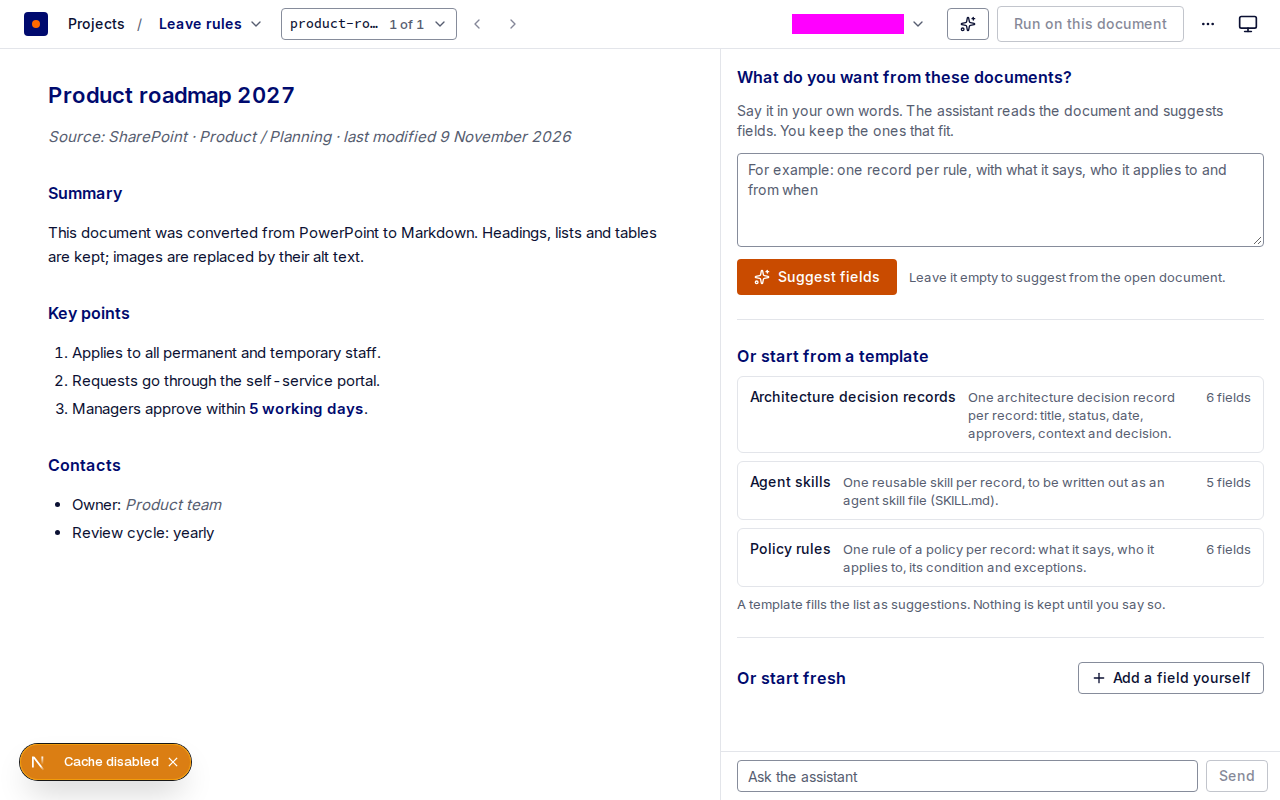 Projects / Leave rules product-ro… 1 of 1 Run on this document
Product roadmap 2027
Source: SharePoint · Product / Planning · last modified 9 November 2026
Summary
This document was converted from PowerPoint to Markdown. Headings, lists and tables
are kept; images are replaced by their alt text.
Key points
1. Applies to all permanent and temporary staff.
2. Requests go through the self-service portal.
3. Managers approve within 5 working days.
Contacts
• Owner: Product team
• Review cycle: yearly
Cache disabled
What do you want from these documents?
Say it in your own words. The assistant reads the document and suggests
fields. You keep the ones that fit.
For example: one record per rule, with what it says, who it applies to and
from when
Suggest fields Leave it empty to suggest from the open document.
Or start from a template
Architecture decision records One architecture decision record 6 fields
per record: title, status, date,
approvers, context and decision.
Agent skills One reusable skill per record, to be written out as an 5 fields
agent skill file (SKILL.md).
Policy rules One rule of a policy per record: what it says, who it 6 fields
applies to, its condition and exceptions.
A template fills the list as suggestions. Nothing is kept until you say so.
Or start fresh Add a field yourself
Ask the assistant Send